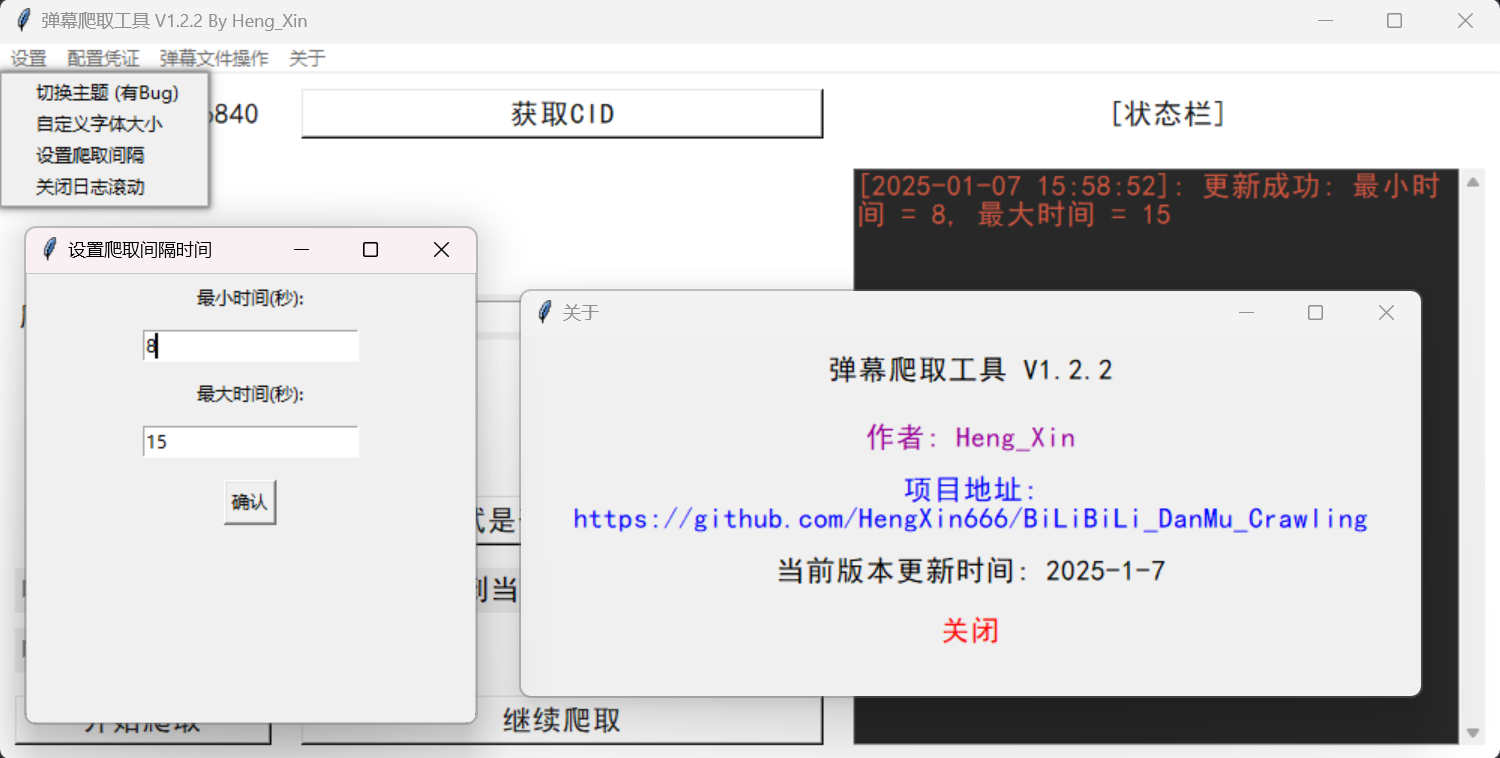 弹幕爬取工具 V1.2.2 By Heng_Xin
设置 配置凭证 弹幕文件操作 关于
切换主题 (有Bug)
自定义字体大小
设置爬取间隔
关闭日志滚动
6840
获取CID
[状态栏]
[2025-01-07 15:58:52]: 更新成功: 最小时
间 = 8, 最大时间 = 15
设置爬取间隔时间
最小时间(秒):
8
最大时间(秒):
15
确认
关于
弹幕爬取工具 V1.2.2
作者: Heng_Xin
项目地址:
https://github.com/HengXin666/BiLiBiLi_DanMu_Crawling
当前版本更新时间: 2025-1-7
关闭
开始爬取
继续爬取